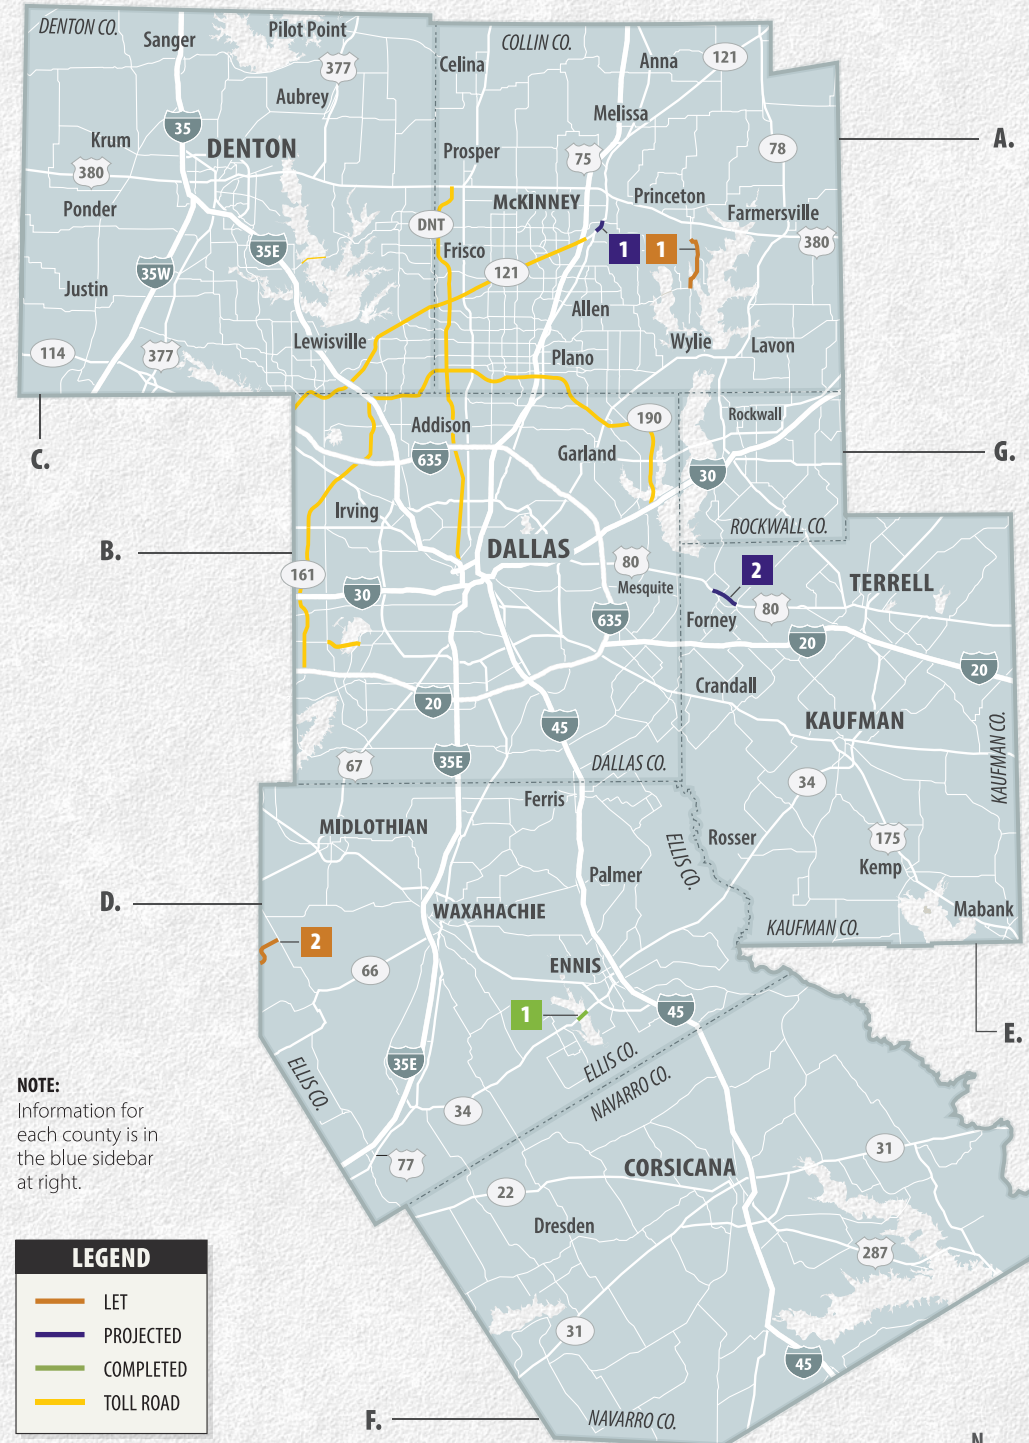 DENTON CO.
Sanger
Pilot Point
377
Aubrey
35
Krum
DENTON
380
Ponder
35E
35W
Justin
Lewisville
114
377
COLLIN CO.
Celina
Anna
121
Melissa
Prosper
75
78
McKINNEY
Princeton
DNT
Farmersville
Frisco
1
1
380
121
Allen
Wylie
Lavon
Plano
A.
C.
Addison
190
Rockwall
635
Garland
30
G.
Irving
ROCKWALL CO.
B.
DALLAS
80
2
TERRELL
161
30
Mesquite
80
635
Forney
20
20
Crandall
20
45
KAUFMAN
KAUFMAN CO.
67
35E
DALLAS CO.
34
Ferris
MIDLOTHIAN
ELLIS CO.
Rosser
175
Kemp
Palmer
D.
WAXAHACHIE
Mabank
KAUFMAN CO.
2
66
ENNIS
1
45
E.
35E
ELLIS CO.
ELLIS CO.
NAVARRO CO.
34
77
CORSICANA
31
22
Dresden
287
31
45
F.
NAVARRO CO.
N
NOTE:
Information for
each county is in
the blue sidebar
at right.
LEGEND
LET
PROJECTED
COMPLETED
TOLL ROAD